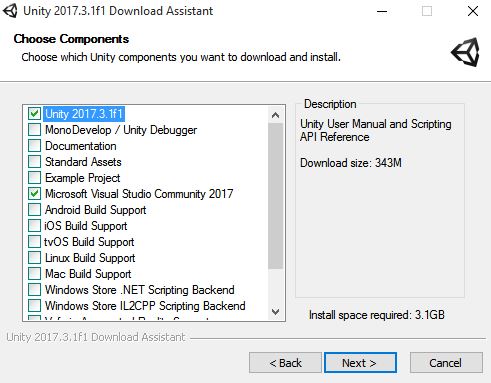 Unity 2017.3.1f1 Download Assistant
Choose Components
Choose which Unity components you want to download and install.
Unity 2017.3.1f1
MonoDevelop / Unity Debugger
Documentation
Standard Assets
Example Project
Microsoft Visual Studio Community 2017
Android Build Support
iOS Build Support
tvOS Build Support
Linux Build Support
Mac Build Support
Windows Store .NET Scripting Backend
Windows Store IL2CPP Scripting Backend
Description
Unity User Manual and Scripting
API Reference
Download size: 343M
Install space required: 3.1GB
Unity 2017.3.1f1 Download Assistant
< Back
Next >
Cancel